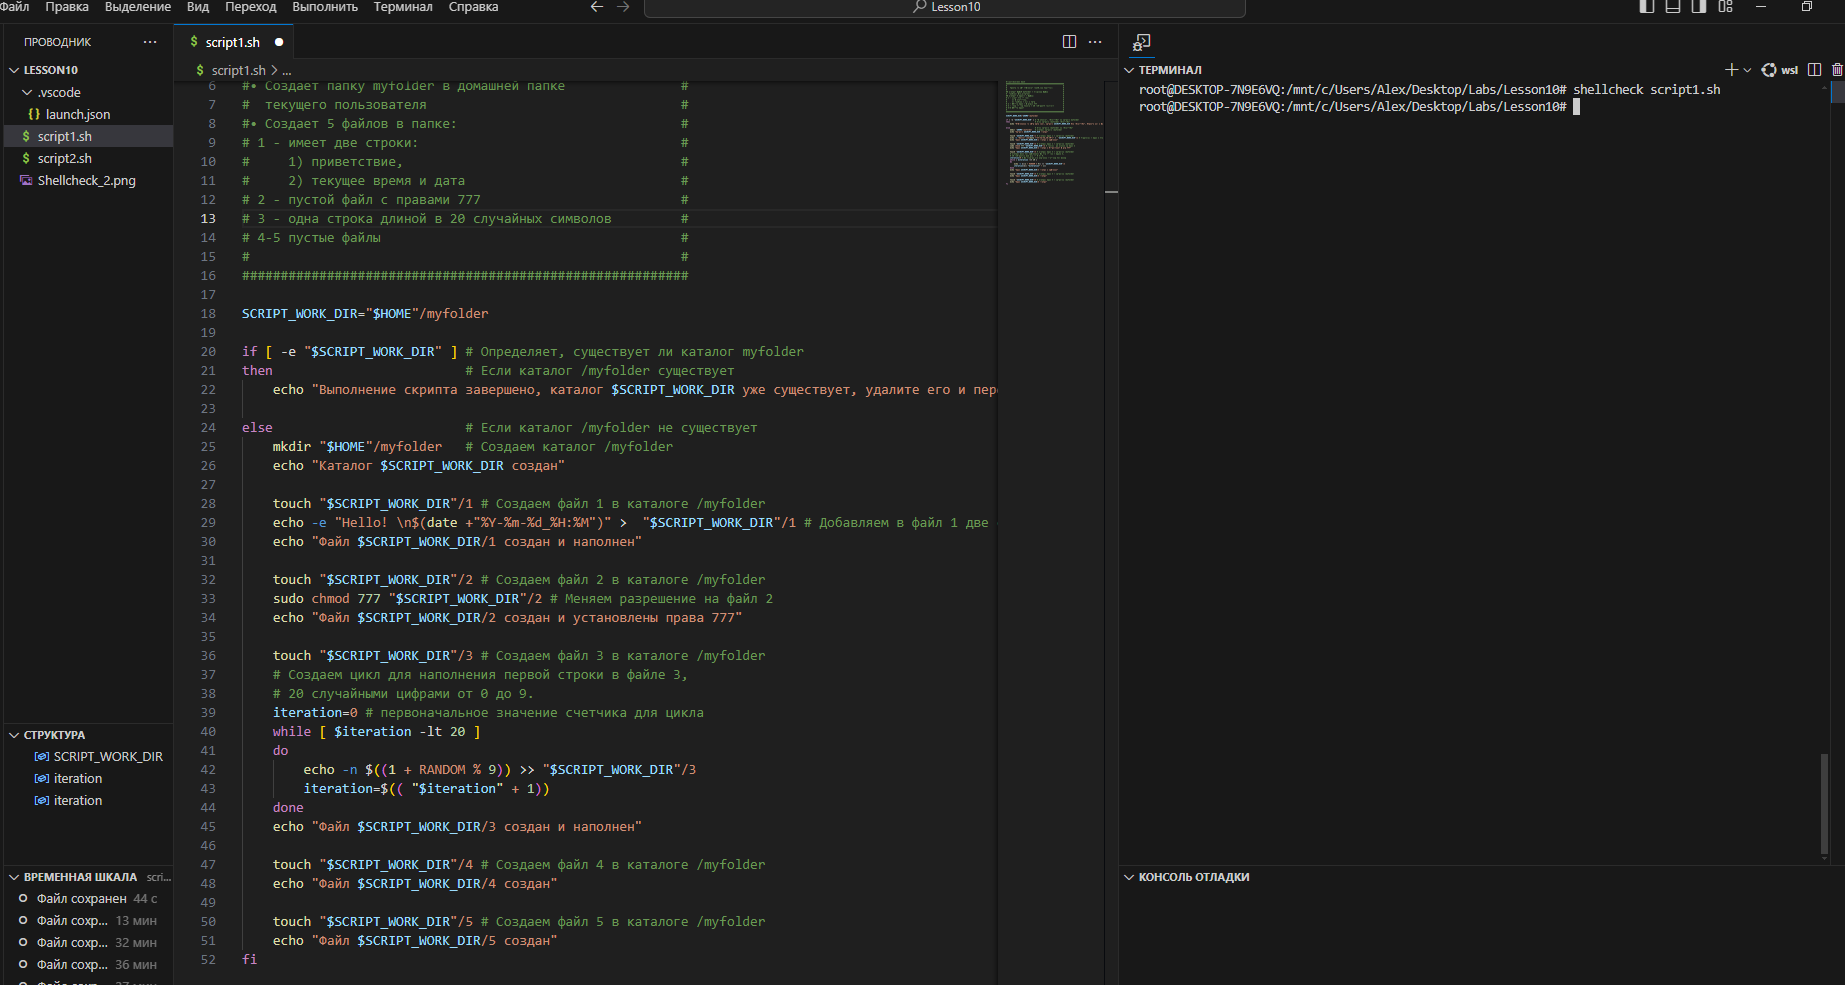 Файл Правка Выделение Вид Переход Выполнить Терминал Справка
Lesson10
ПРОВОДНИК
LESSON10
.vscode
{} launch.json
$ script1.sh
$ script2.sh
Shellcheck_2.png
СТРУКТУРА
SCRIPT_WORK_DIR
iteration
iteration
ВРЕМЕННАЯ ШКАЛА scri...
Файл сохранен 44 с
Файл сохр... 13 мин
Файл сохр... 32 мин
Файл сохр... 36 мин
Файл сохр... 37 мин
$ script1.sh
$ script1.sh > ...
6 #• Создает папку myfolder в домашней папке #
7 # текущего пользователя #
8 #• Создает 5 файлов в папке: #
9 # 1 - имеет две строки: #
10 # 1) приветствие, #
11 # 2) текущее время и дата #
12 # 2 - пустой файл с правами 777 #
13 # 3 - одна строка длиной в 20 случайных символов #
14 # 4-5 пустые файлы #
15 # #
16 ##########################################################
17
18 SCRIPT_WORK_DIR="$HOME"/myfolder
19
20 if [ -e "$SCRIPT_WORK_DIR" ] # Определяет, существует ли каталог myfolder
21 then # Если каталог /myfolder существует
22 echo "Выполнение скрипта завершено, каталог $SCRIPT_WORK_DIR уже существует, удалите его и пер
23
24 else # Если каталог /myfolder не существует
25 mkdir "$HOME"/myfolder # Создаем каталог /myfolder
26 echo "Каталог $SCRIPT_WORK_DIR создан"
27
28 touch "$SCRIPT_WORK_DIR"/1 # Создаем файл 1 в каталоге /myfolder
29 echo -e "Hello! \n$(date +"%Y-%m-%d_%H:%M")" > "$SCRIPT_WORK_DIR"/1 # Добавляем в файл 1 две
30 echo "Файл $SCRIPT_WORK_DIR/1 создан и наполнен"
31
32 touch "$SCRIPT_WORK_DIR"/2 # Создаем файл 2 в каталоге /myfolder
33 sudo chmod 777 "$SCRIPT_WORK_DIR"/2 # Меняем разрешение на файл 2
34 echo "Файл $SCRIPT_WORK_DIR/2 создан и установлены права 777"
35
36 touch "$SCRIPT_WORK_DIR"/3 # Создаем файл 3 в каталоге /myfolder
37 # Создаем цикл для наполнения первой строки в файле 3,
38 # 20 случайными цифрами от 0 до 9.
39 iteration=0 # первоначальное значение счетчика для цикла
40 while [ $iteration -lt 20 ]
41 do
42 echo -n $((1 + RANDOM % 9)) >> "$SCRIPT_WORK_DIR"/3
43 iteration=$(( "$iteration" + 1))
44 done
45 echo "Файл $SCRIPT_WORK_DIR/3 создан и наполнен"
46
47 touch "$SCRIPT_WORK_DIR"/4 # Создаем файл 4 в каталоге /myfolder
48 echo "Файл $SCRIPT_WORK_DIR/4 создан"
49
50 touch "$SCRIPT_WORK_DIR"/5 # Создаем файл 5 в каталоге /myfolder
51 echo "Файл $SCRIPT_WORK_DIR/5 создан"
52 fi
ТЕРМИНАЛ
wsl
root@DESKTOP-7N9E6VQ:/mnt/c/Users/Alex/Desktop/Labs/Lesson10# shellcheck script1.sh
root@DESKTOP-7N9E6VQ:/mnt/c/Users/Alex/Desktop/Labs/Lesson10#
КОНСОЛЬ ОТЛАДКИ